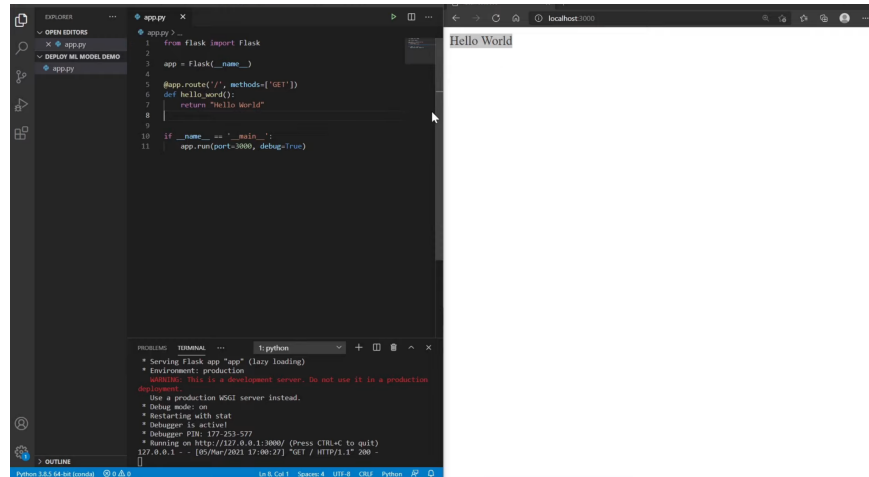 EXPLORER ...
OPEN EDITORS
× app.py
DEPLOY ML MODEL DEMO
app.py
OUTLINE
app.py ×
app.py > ...
1 from flask import Flask
2
3 app = Flask(__name__)
4
5 @app.route('/', methods=['GET'])
6 def hello_word():
7 return "Hello World"
8
9
10 if __name__ == '__main__':
11 app.run(port=3000, debug=True)
PROBLEMS TERMINAL ... 1: python
* Serving Flask app "app" (lazy loading)
* Environment: production
WARNING: This is a development server. Do not use it in a production
deployment.
Use a production WSGI server instead.
* Debug mode: on
* Restarting with stat
* Debugger is active!
* Debugger PIN: 177-253-577
* Running on http://127.0.0.1:3000/ (Press CTRL+C to quit)
127.0.0.1 - - [05/Mar/2021 17:00:27] "GET / HTTP/1.1" 200 -
Python 3.8.5 64-bit (conda) 0 0 Ln 8, Col 1 Spaces: 4 UTF-8 CRLF Python
localhost:3000
Hello World